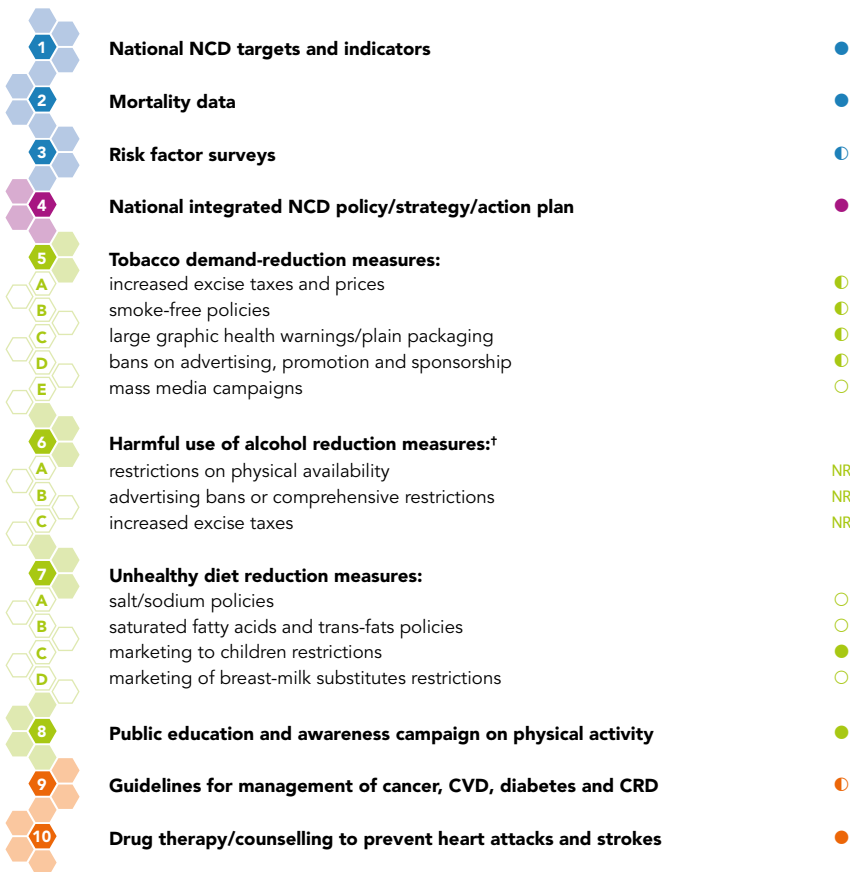 1 National NCD targets and indicators ●
2 Mortality data ●
3 Risk factor surveys ◐
4 National integrated NCD policy/strategy/action plan ●
5 Tobacco demand-reduction measures:
A increased excise taxes and prices ◐
B smoke-free policies ◐
C large graphic health warnings/plain packaging ◐
D bans on advertising, promotion and sponsorship ◐
E mass media campaigns ○
6 Harmful use of alcohol reduction measures:†
A restrictions on physical availability NR
B advertising bans or comprehensive restrictions NR
C increased excise taxes NR
7 Unhealthy diet reduction measures:
A salt/sodium policies ○
B saturated fatty acids and trans-fats policies ○
C marketing to children restrictions ●
D marketing of breast-milk substitutes restrictions ○
8 Public education and awareness campaign on physical activity ●
9 Guidelines for management of cancer, CVD, diabetes and CRD ◐
10 Drug therapy/counselling to prevent heart attacks and strokes ●